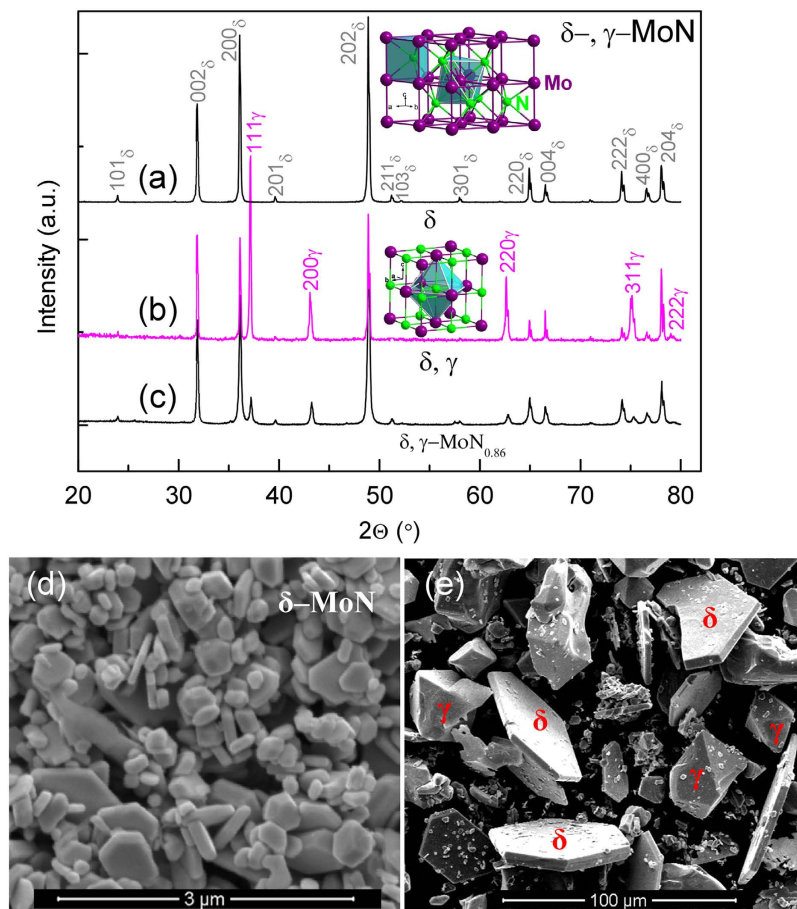 δ–, γ–MoN
Intensity (a.u.)
101δ
002δ
200δ
111γ
201δ
202δ
211δ
103δ
301δ
220δ
004δ
222δ
400δ
204δ
Mo
N
c
a
b
(a)
δ
200γ
220γ
311γ
222γ
b
a
c
(b)
δ, γ
(c)
δ, γ–MoN0.86
20
30
40
50
60
70
80
2Θ (°)
(d)
δ–MoN
3 µm
(e)
δ
γ
δ
γ
γ
δ
100 µm